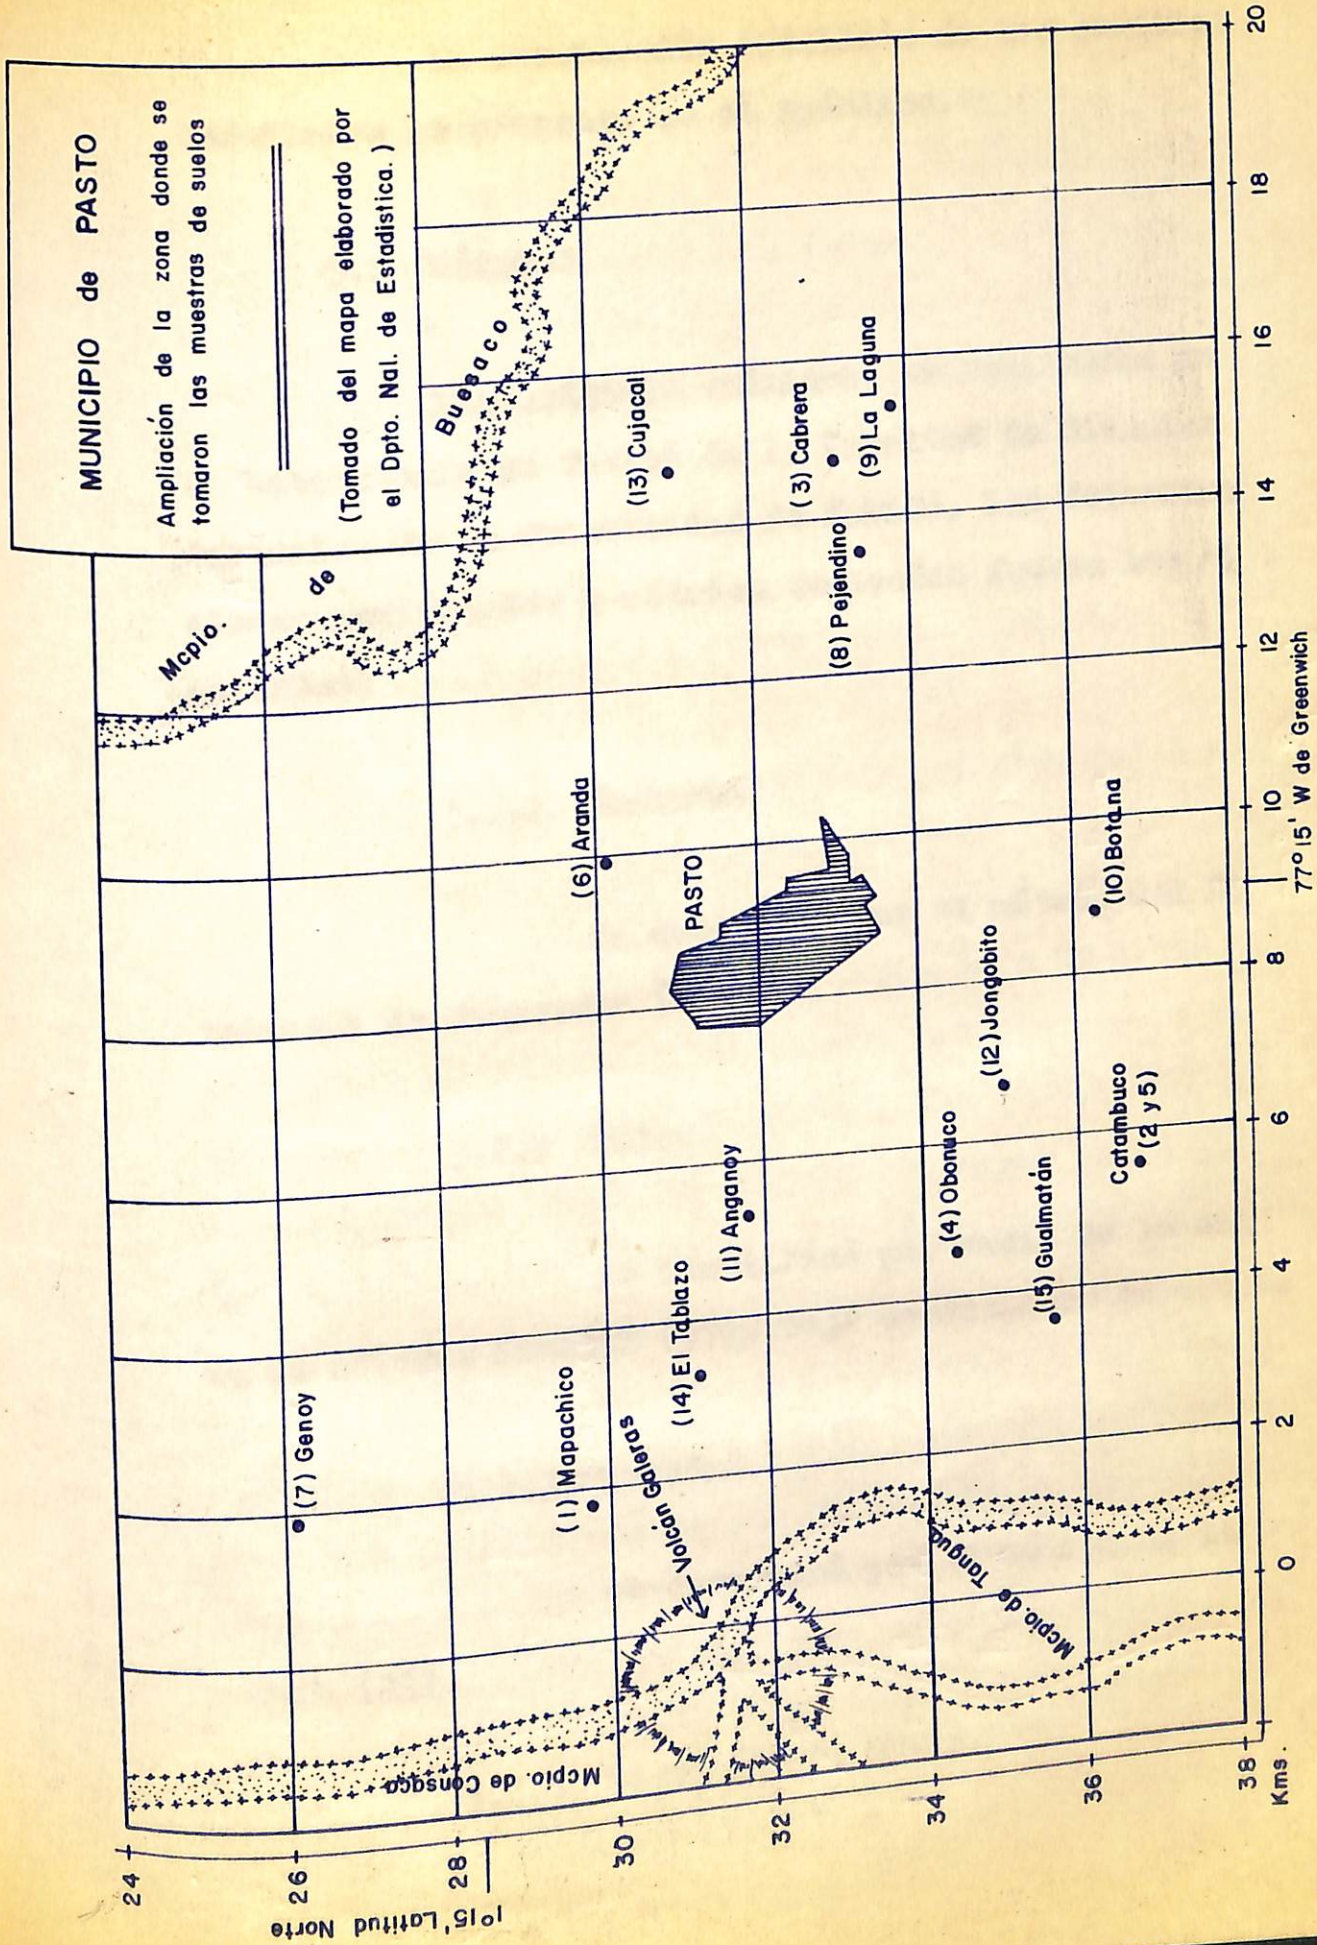 MUNICIPIO de PASTO
Ampliación de la zona donde se
tomaron las muestras de suelos
(Tomado del mapa elaborado por
el Dpto. Nal. de Estadistica.)
Mcpio. de Buesaco
(7) Genoy
(1) Mapachico
Volcán Galeras
(14) El Tablazo
(11) Anganoy
(6) Aranda
PASTO
(13) Cujacal
(3) Cabrera
(9) La Laguna
(8) Pejendino
(4) Obonuco
(12) Jongobito
(15) Gualmatán
Catambuco
(2 y 5)
(10) Botana
Mcpio. de Consaca
Mcpio. de Tangua
24
26
28
1°15' Latitud Norte
30
32
34
36
38
Kms.
0
2
4
6
8
10
12
14
16
18
20
77°15' W de Greenwich